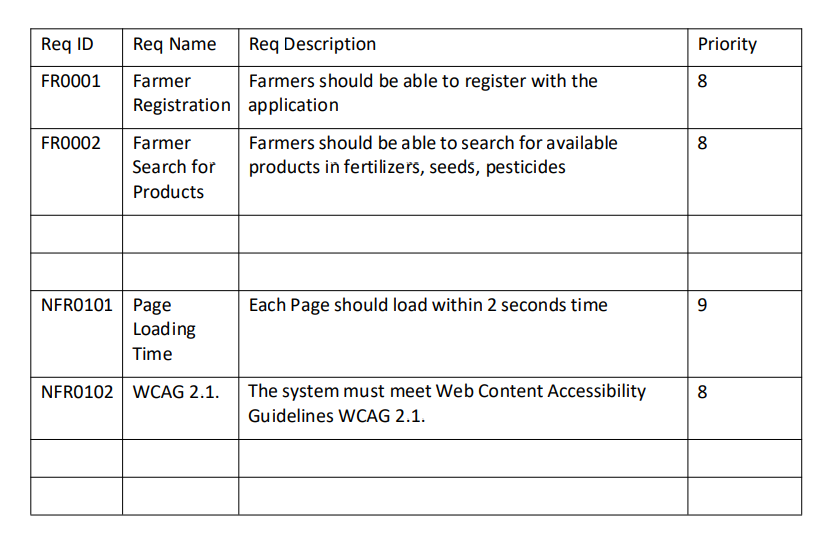 Req ID Req Name Req Description Priority
FR0001 Farmer Farmers should be able to register with the 8
Registration application
FR0002 Farmer Farmers should be able to search for available 8
Search for products in fertilizers, seeds, pesticides
Products
NFR0101 Page Each Page should load within 2 seconds time 9
Loading
Time
NFR0102 WCAG 2.1. The system must meet Web Content Accessibility 8
Guidelines WCAG 2.1.